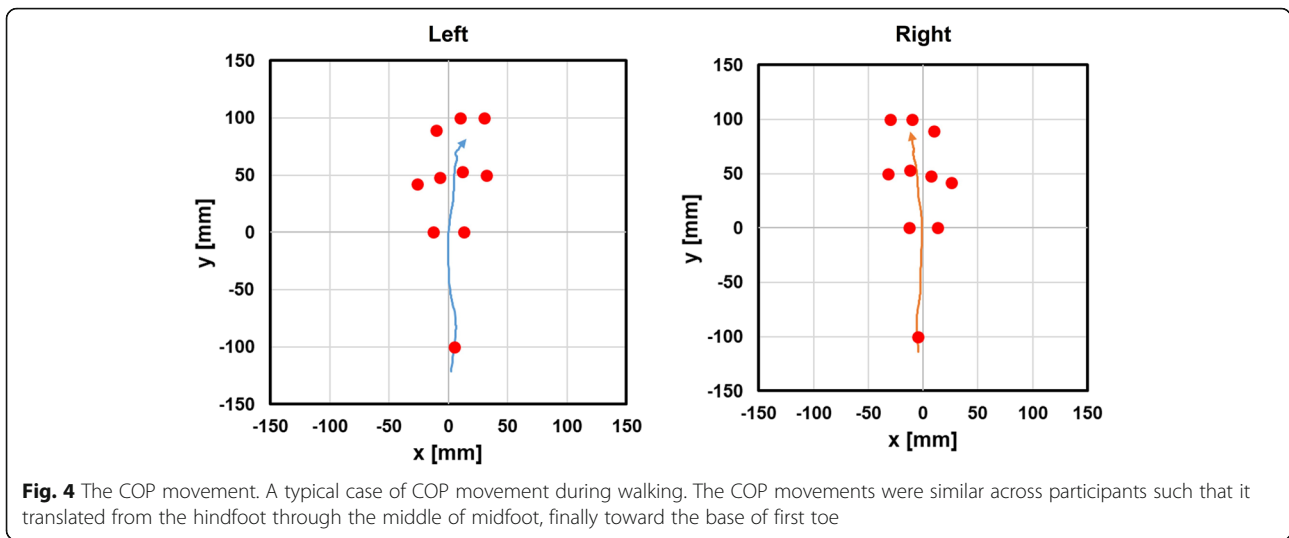 Left
Right
150
100
50
0
-50
-100
-150
y [mm]
-150 -100 -50 0 50 100 150
x [mm]
150
100
50
0
-50
-100
-150
y [mm]
-150 -100 -50 0 50 100 150
x [mm]
Fig. 4 The COP movement. A typical case of COP movement during walking. The COP movements were similar across participants such that it
translated from the hindfoot through the middle of midfoot, finally toward the base of first toe